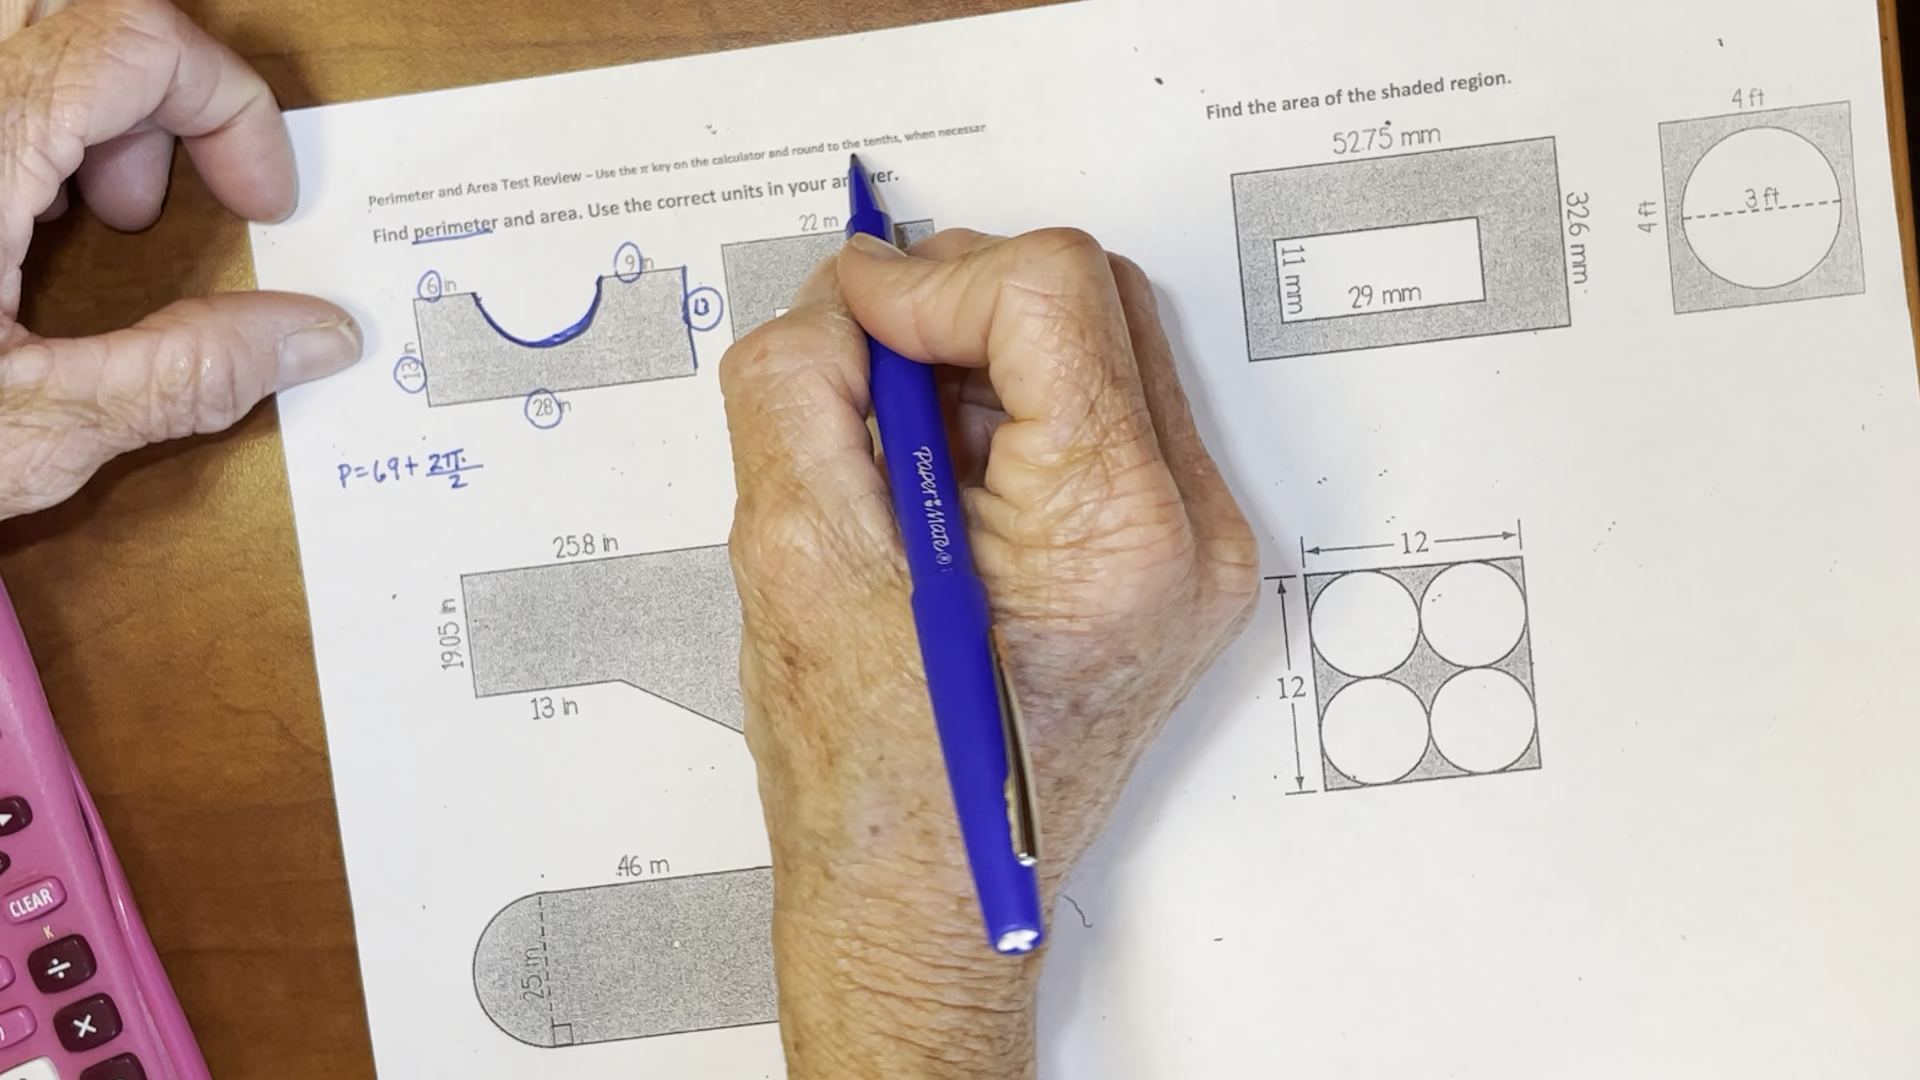 Perimeter and Area Test Review – Use the π key on the calculator and round to the tenths, when necessar
Find perimeter and area. Use the correct units in your
6 in
9 in
13 in
13
28 in
22 m
P=69+ 2π.
2
25.8 in
19.05 in
13 in
46 m
25 m
Find the area of the shaded region.
52.75 mm
32.6 mm
11 mm
29 mm
4 ft
4 ft
3 ft
12
12
Paper Mate®
CLEAR
K
÷
×